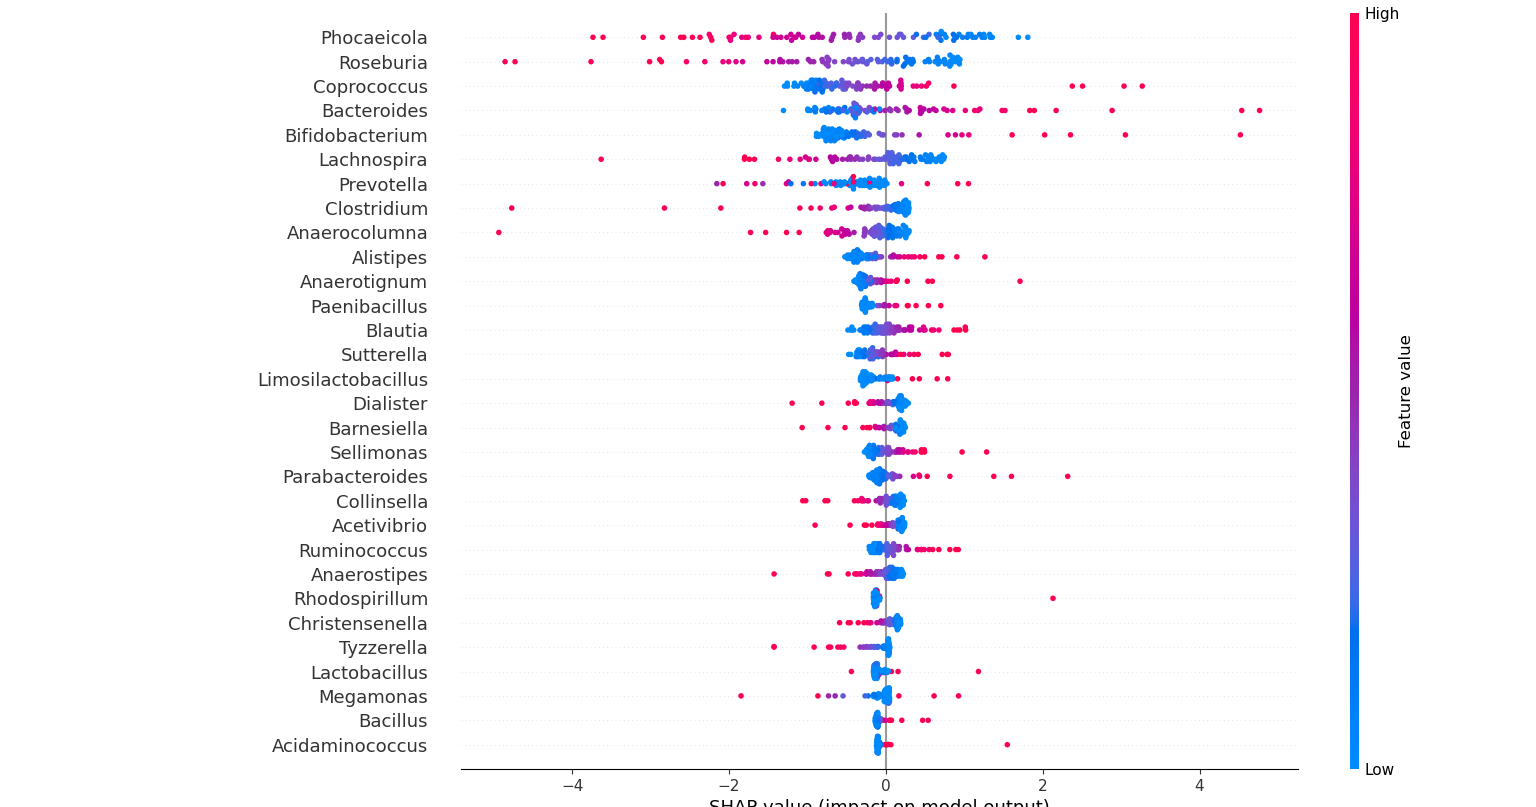 Phocaeicola
Roseburia
Coprococcus
Bacteroides
Bifidobacterium
Lachnospira
Prevotella
Clostridium
Anaerocolumna
Alistipes
Anaerotignum
Paenibacillus
Blautia
Sutterella
Limosilactobacillus
Dialister
Barnesiella
Sellimonas
Parabacteroides
Collinsella
Acetivibrio
Ruminococcus
Anaerostipes
Rhodospirillum
Christensenella
Tyzzerella
Lactobacillus
Megamonas
Bacillus
Acidaminococcus
−4 −2 0 2 4
SHAP value (impact on model output)
High
Feature value
Low